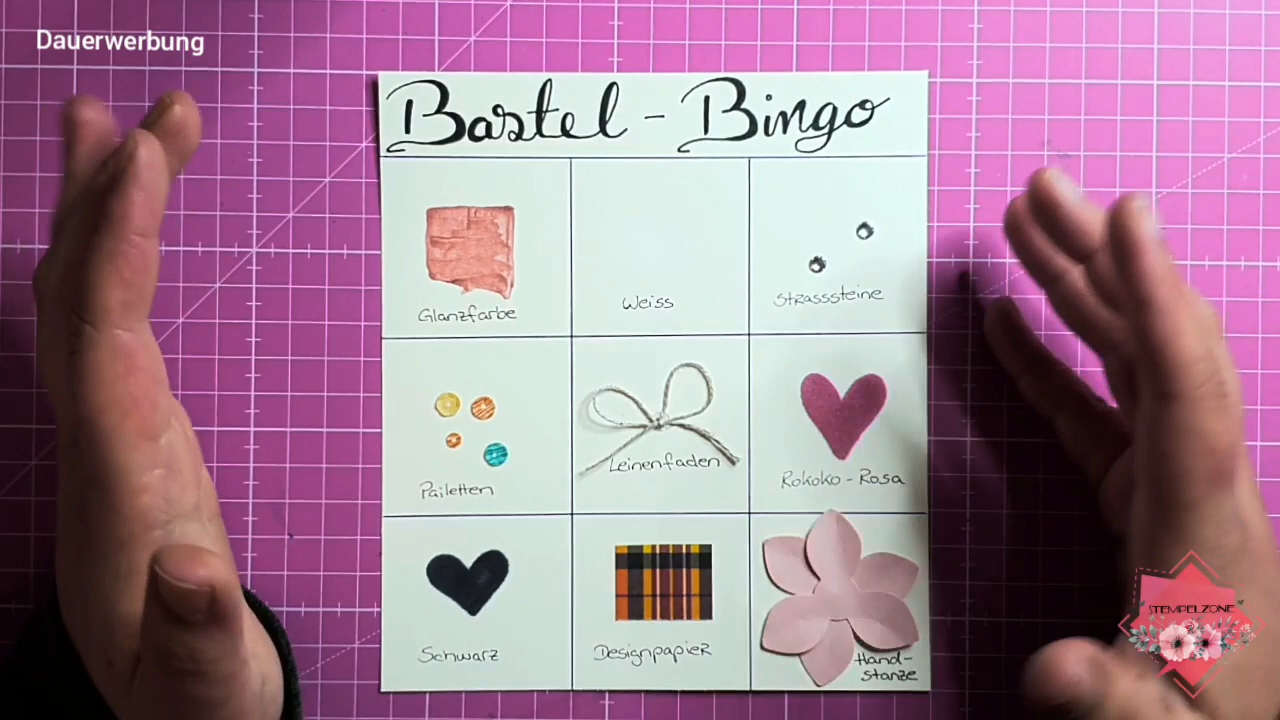 Dauerwerbung
Bastel - Bingo
Glanzfarbe
Weiss
Strasssteine
Pailetten
Leinenfaden
Rokoko - Rosa
Schwarz
Designpapier
Hand-
stanze
STEMPELZONE